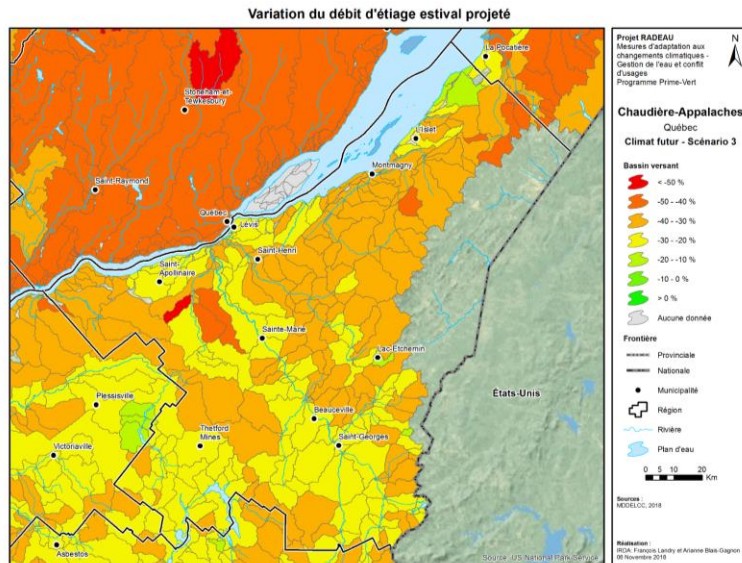 Variation du débit d'étiage estival projeté
La Pocatière
Stoneham-et-
Tewkesbury
L'Islet
Montmagny
Saint-Raymond
Québec
Lévis
Saint-Henri
Saint-
Apollinaire
Sainte-Marie
Lac-Etchemin
Plessisville
Beauceville
États-Unis
Thetford
Mines
Saint-Georges
Victoriaville
Asbestos
Source : US National Park Service
Projet RADEAU
Mesures d'adaptation aux
changements climatiques -
Gestion de l'eau et conflit
d'usages
Programme Prime-Vert
N
Chaudière-Appalaches
Québec
Climat futur - Scénario 3
Bassin versant
< -50 %
-50 - -40 %
-40 - -30 %
-30 - -20 %
-20 - -10 %
-10 - 0 %
> 0 %
Aucune donnée
Frontière
Provinciale
Nationale
Municipalité
Région
Rivière
Plan d'eau
0 5 10 20
Km
Sources :
MDDELCC, 2018
Réalisation :
IRDA: François Landry et Arianne Blais-Gagnon
06 Novembre 2018